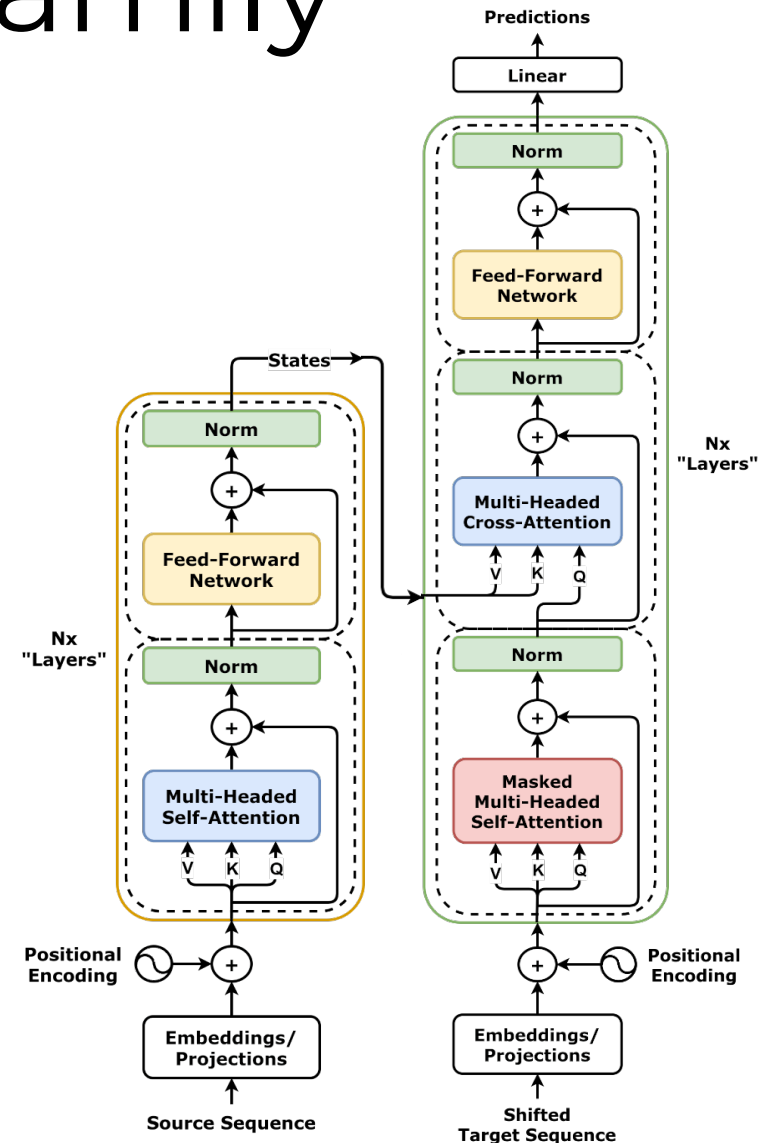 Predictions
Linear
Norm
+
Feed-Forward
Network
Norm
+
Multi-Headed
Cross-Attention
V K Q
Nx
"Layers"
Norm
+
Masked
Multi-Headed
Self-Attention
V K Q
+
Positional
Encoding
Embeddings/
Projections
Shifted
Target Sequence
States
Norm
+
Feed-Forward
Network
Nx
"Layers"
Norm
+
Multi-Headed
Self-Attention
V K Q
Positional
Encoding
+
Embeddings/
Projections
Source Sequence